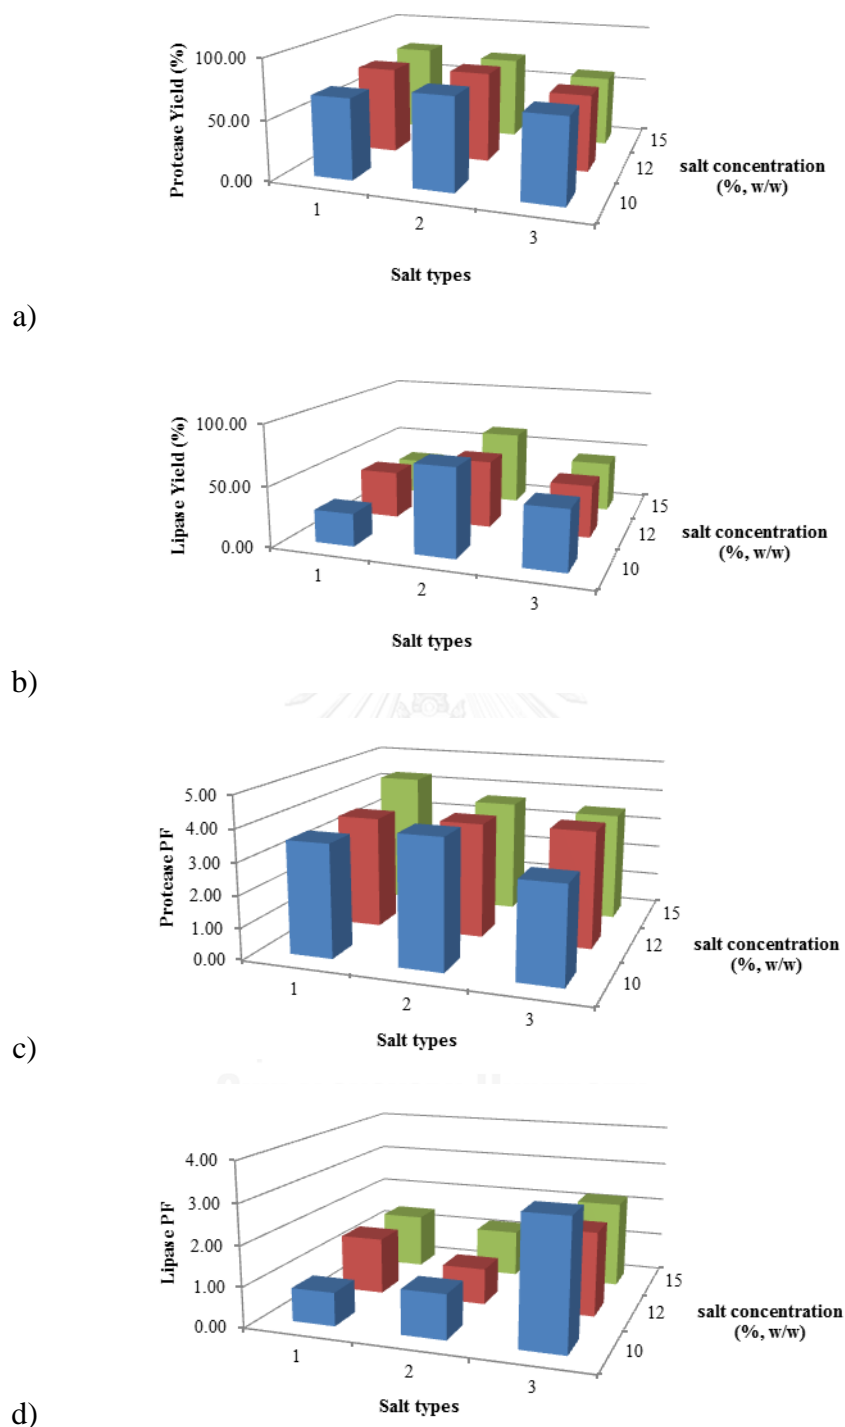 100.00
50.00
0.00
Protease Yield (%)
1
2
3
15
12
10
salt concentration
(%, w/w)
Salt types
a)
100.00
50.00
0.00
Lipase Yield (%)
1
2
3
15
12
10
salt concentration
(%, w/w)
Salt types
b)
5.00
4.00
3.00
2.00
1.00
0.00
Protease PF
1
2
3
15
12
10
salt concentration
(%, w/w)
Salt types
c)
4.00
3.00
2.00
1.00
0.00
Lipase PF
1
2
3
15
12
10
salt concentration
(%, w/w)
Salt types
d)